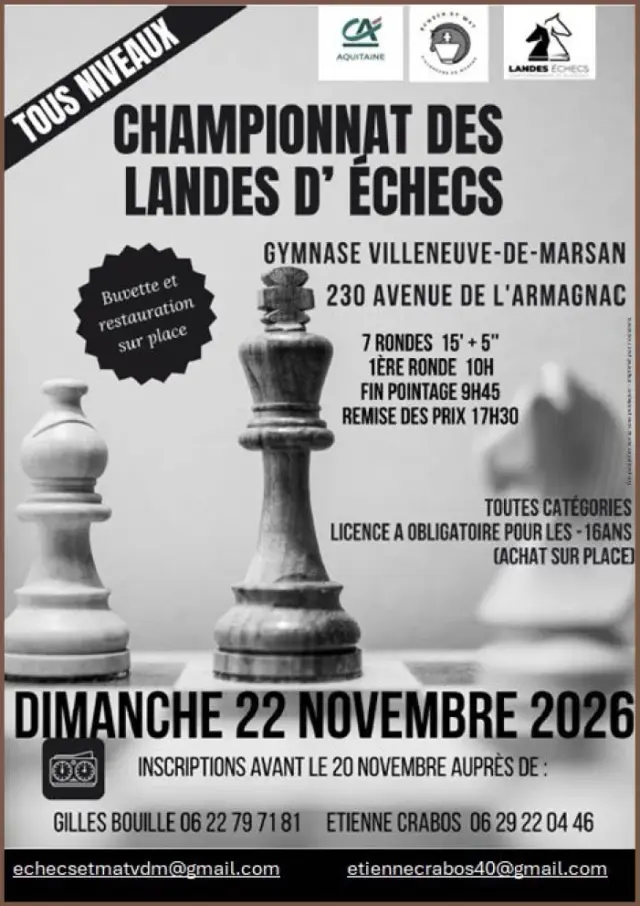 TOUS NIVEAUX
CA
AQUITAINE
LANDES ÉCHECS
CHAMPIONNAT DES
LANDES D’ ÉCHECS
GYMNASE VILLENEUVE-DE-MARSAN
230 AVENUE DE L'ARMAGNAC
Buvette et
restauration
sur place
7 RONDES 15' + 5"
1ÈRE RONDE 10H
FIN POINTAGE 9H45
REMISE DES PRIX 17H30
TOUTES CATÉGORIES
LICENCE A OBLIGATOIRE POUR LES -16ANS
(ACHAT SUR PLACE)
DIMANCHE 22 NOVEMBRE 2026
INSCRIPTIONS AVANT LE 20 NOVEMBRE AUPRÈS DE :
GILLES BOUILLE 06 22 79 71 81 ETIENNE CRABOS 06 29 22 04 46
echecsetmatvdm@gmail.com etiennecrabos40@gmail.com